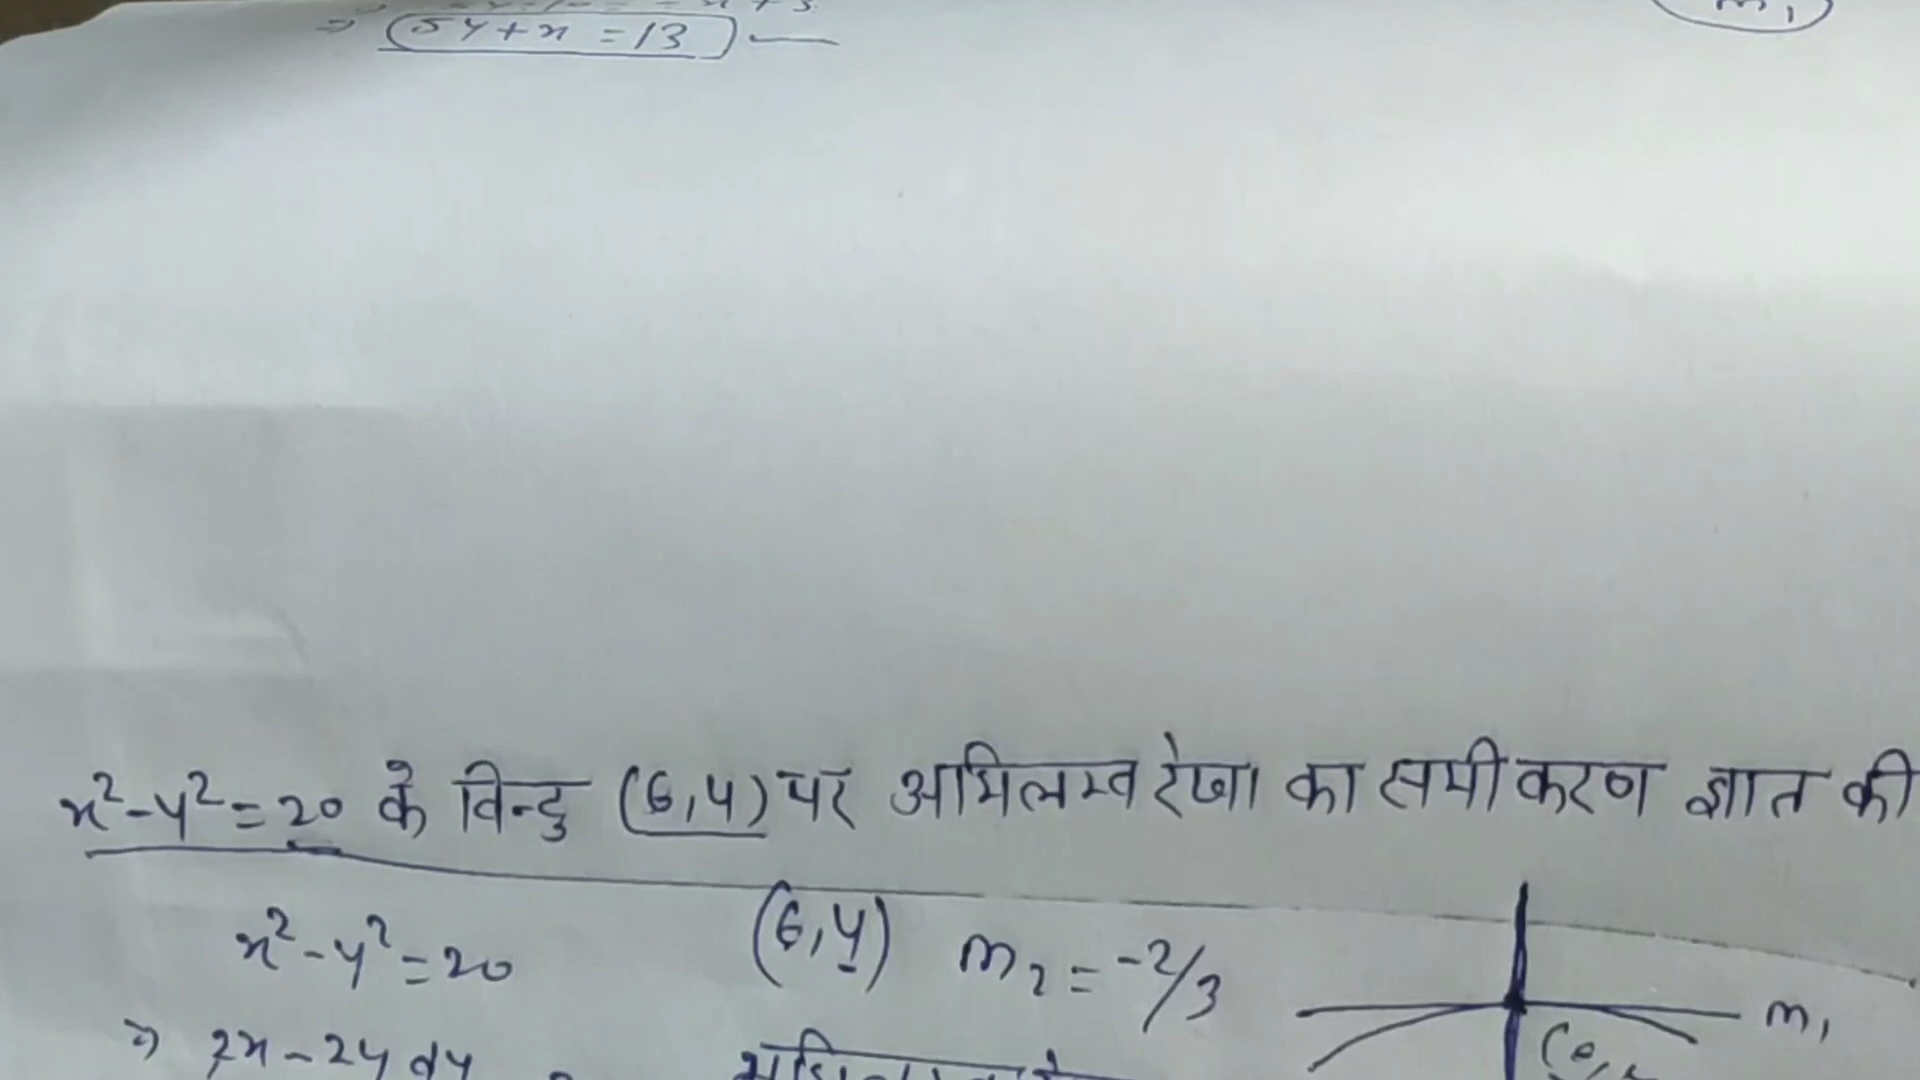 ⇒ 5y+x = 13
m₁
x²-y²=20 के विन्दु (6,4) पर अभिलम्व रेखा का समीकरण ज्ञात की
x²-y²=20 (6,4) m₂ = -2/3
m₁
⇒ 2x-2y dy